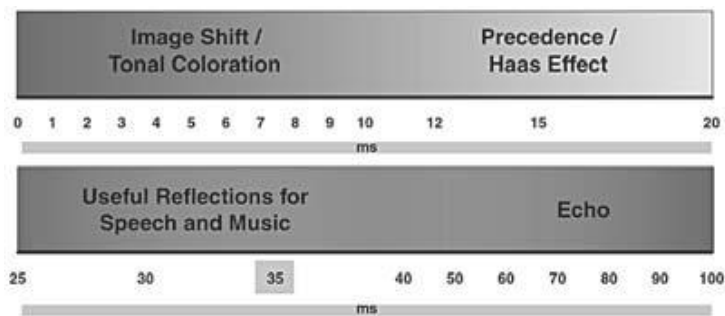 Image Shift /
Tonal Coloration
Precedence /
Haas Effect
0 1 2 3 4 5 6 7 8 9 10 12 15 20
ms
Useful Reflections for
Speech and Music
Echo
25 30 35 40 50 60 70 80 90 100
ms